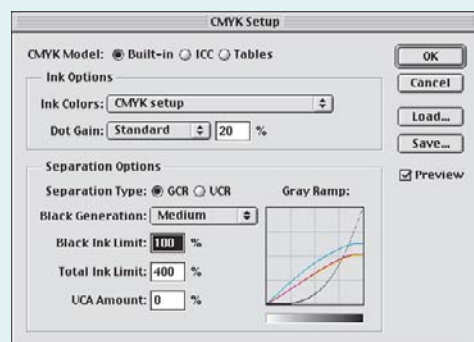 CMYK Setup
CMYK Model: Built-in ICC Tables
OK
Cancel
Load...
Save...
Preview
Ink Options
Ink Colors: CMYK setup
Dot Gain: Standard 20 %
Separation Options
Separation Type: GCR UCR
Gray Ramp:
Black Generation: Medium
Black Ink Limit: 100 %
Total Ink Limit: 400 %
UCA Amount: 0 %